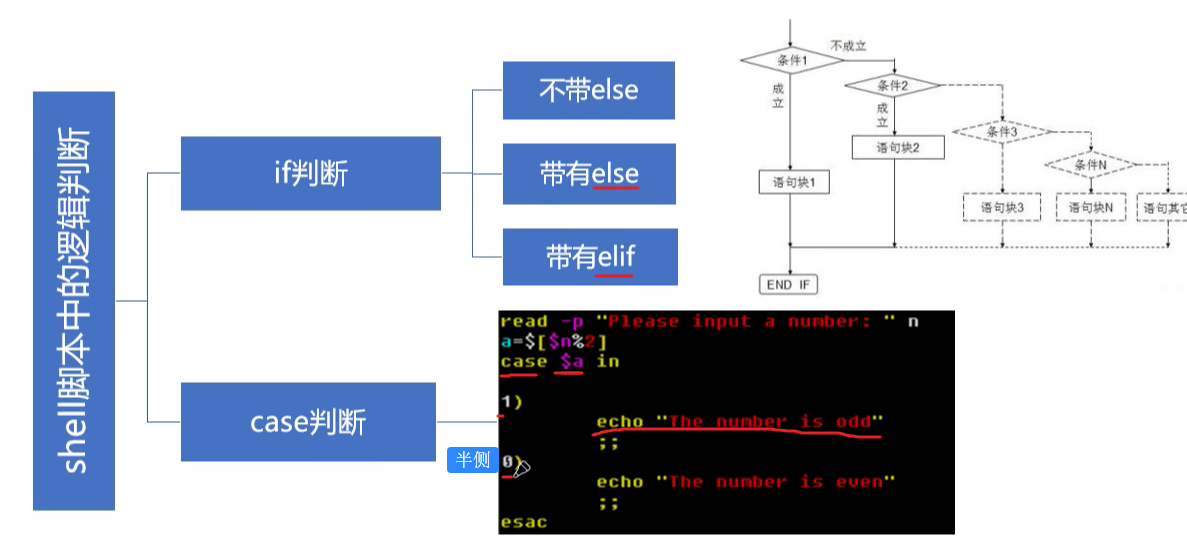 shell脚本中的逻辑判断
if判断
不带else
带有else
带有elif
case判断
半侧
条件1
不成立
成立
条件2
成立
条件3
条件N
语句块1
语句块2
语句块3
语句块N
语句其它
END IF
read -p "Please input a number: " n
a=$[$n%2]
case $a in
1)
echo "The number is odd"
;;
0)
echo "The number is even"
;;
esac